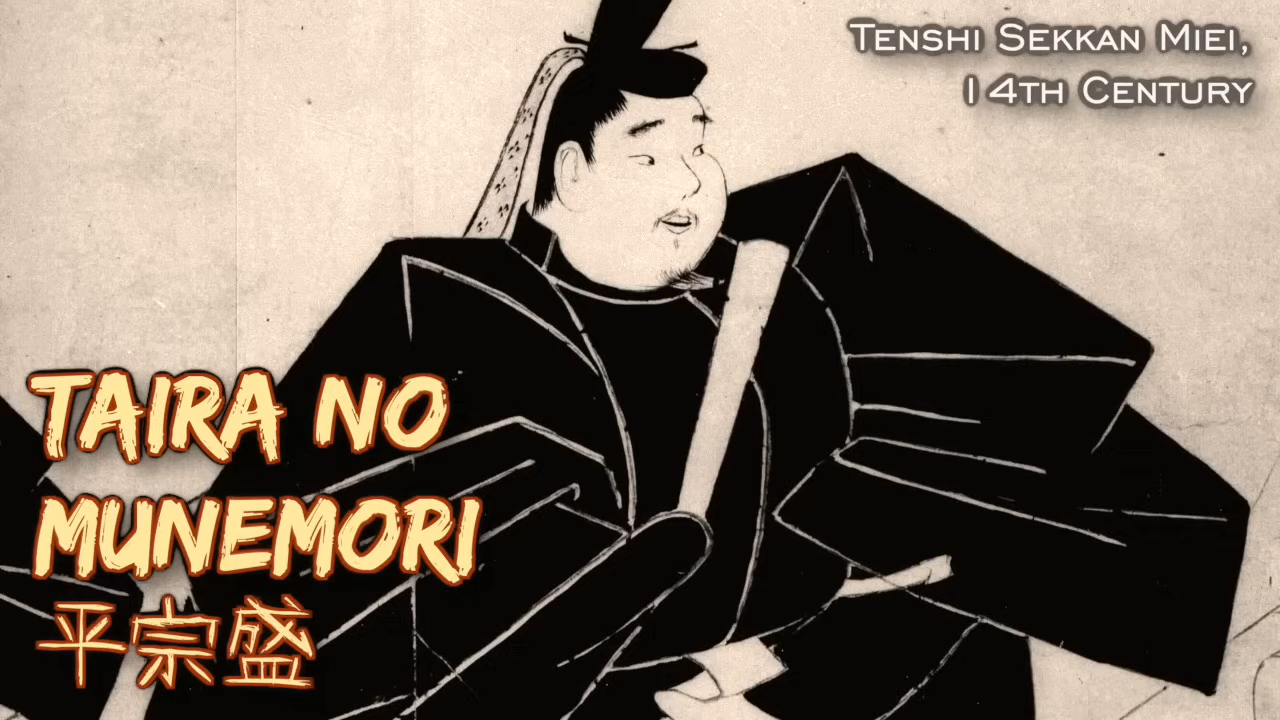 Tenshi Sekkan Miei,
14th Century
Taira no
Munemori
平宗盛